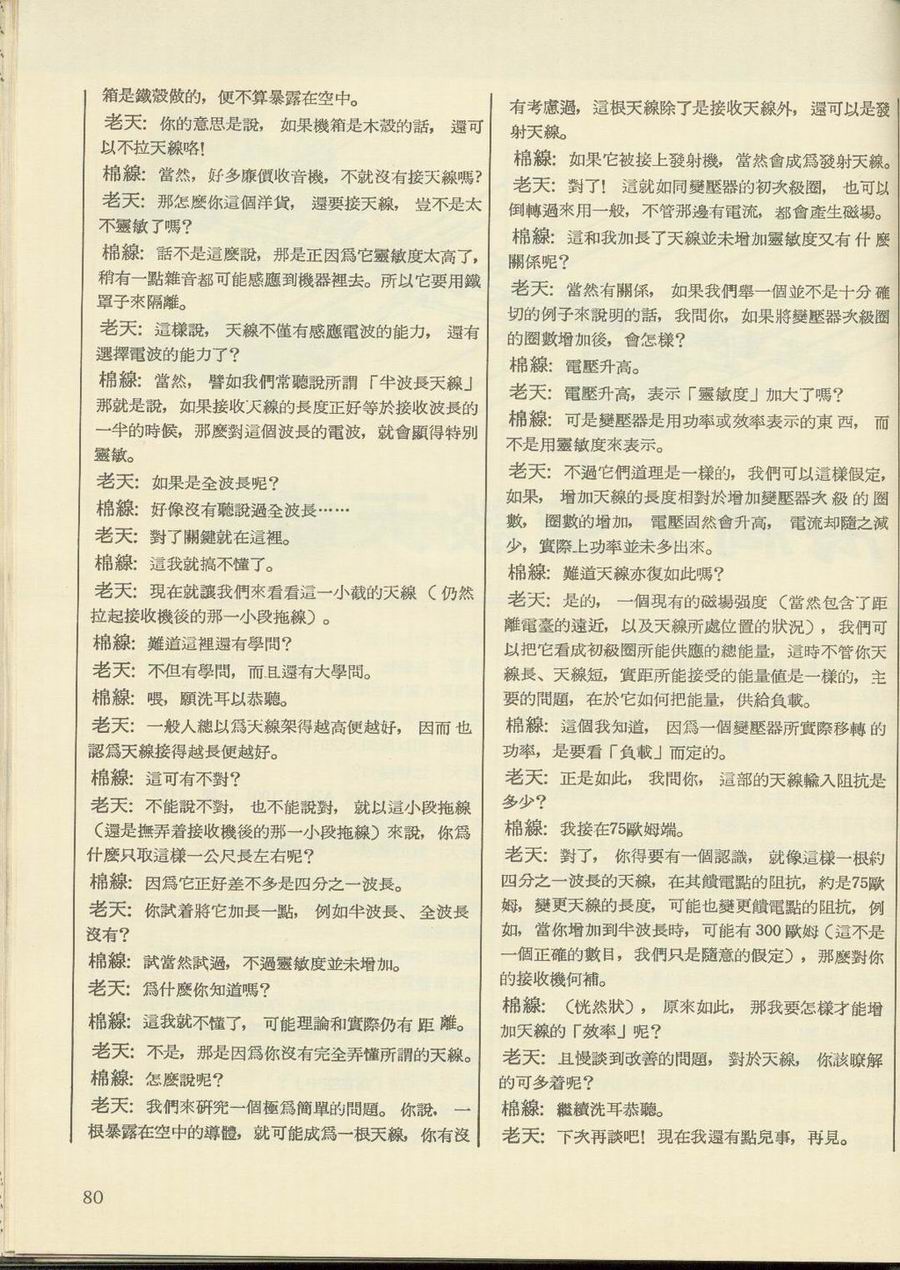 箱是鐵殼做的，便不算暴露在空中。
老天：你的意思是說，如果機箱是木殼的話，還可
以不拉天線咯！
棉線：當然，好多廉價收音機，不就沒有接天線嗎？
老天：那怎麽你這個洋貨，還要接天線，豈不是太
不靈敏了嗎？
棉線：話不是這麽說，那是正因爲它靈敏度太高了，
稍有一點雜音都可能感應到機器裡去。所以它要用鐵
罩子來隔離。
老天：這樣說，天線不僅有感應電波的能力，還有
選擇電波的能力了？
棉線：當然，譬如我們常聽說所謂「半波長天線」
那就是說，如果接收天線的長度正好等於接收波長的
一半的時候，那麽對這個波長的電波，就會顯得特別
靈敏。
老天：如果是全波長呢？
棉線：好像沒有聽說過全波長……
老天：對了關鍵就在這裡。
棉線：這我就搞不懂了。
老天：現在就讓我們來看看這一小截的天線（仍然
拉起接收機後的那一小段拖線）。
棉線：難道這裡還有學問？
老天：不但有學問，而且還有大學問。
棉線：喂，願洗耳以恭聽。
老天：一般人總以爲天線架得越高便越好，因而也
認爲天線接得越長便越好。
棉線：這可有不對？
老天：不能說不對，也不能說對，就以這小段拖線
（還是撫弄着接收機後的那一小段拖線）來說，你爲
什麽只取這樣一公尺長左右呢？
棉線：因爲它正好差不多是四分之一波長。
老天：你試着將它加長一點，例如半波長、全波長
沒有？
棉線：試當然試過，不過靈敏度並未增加。
老天：爲什麽你知道嗎？
棉線：這我就不懂了，可能理論和實際仍有距離。
老天：不是，那是因爲你沒有完全弄懂所謂的天線。
棉線：怎麽說呢？
老天：我們來硏究一個極爲簡單的問題。你說，一
根暴露在空中的導體，就可能成爲一根天線，你有沒
有考慮過，這根天線除了是接收天線外，還可以是發
射天線。
棉線：如果它被接上發射機，當然會成爲發射天線。
老天：對了！這就如同變壓器的初次級圈，也可以
倒轉過來用一般，不管那邊有電流，都會產生磁場。
棉線：這和我加長了天線並未增加靈敏度又有什麽
關係呢？
老天：當然有關係，如果我們舉一個並不是十分確
切的例子來說明的話，我問你，如果將變壓器次級圈
的圈數增加後，會怎樣？
棉線：電壓升高。
老天：電壓升高，表示「靈敏度」加大了嗎？
棉線：可是變壓器是用功率或效率表示的東西，而
不是用靈敏度來表示。
老天：不過它們道理是一樣的，我們可以這樣假定，
如果，增加天線的長度相對於增加變壓器次級的圈
數，圈數的增加，電壓固然會升高，電流却隨之減
少，實際上功率並未多出來。
棉線：難道天線亦復如此嗎？
老天：是的，一個現有的磁場强度（當然包含了距
離電臺的遠近，以及天線所處位置的狀況），我們可
以把它看成初級圈所能供應的總能量，這時不管你天
線長、天線短，實距所能接受的能量値是一樣的，主
要的問題，在於它如何把能量，供給負載。
棉線：這個我知道，因爲一個變壓器所實際移轉的
功率，是要看「負載」而定的。
老天：正是如此，我問你，這部的天線輸入阻抗是
多少？
棉線：我接在75歐姆端。
老天：對了，你得要有一個認識，就像這樣一根約
四分之一波長的天線，在其饋電點的阻抗，約是75歐
姆，變更天線的長度，可能也變更饋電點的阻抗，例
如，當你增加到半波長時，可能有300歐姆（這不是
一個正確的數目，我們只是隨意的假定），那麽對你
的接收機何補。
棉線：（恍然狀），原來如此，那我要怎樣才能增
加天線的「效率」呢？
老天：且慢談到改善的問題，對於天線，你該瞭解
的可多着呢？
棉線：繼續洗耳恭聽。
老天：下次再談吧！現在我還有點兒事，再見。
80